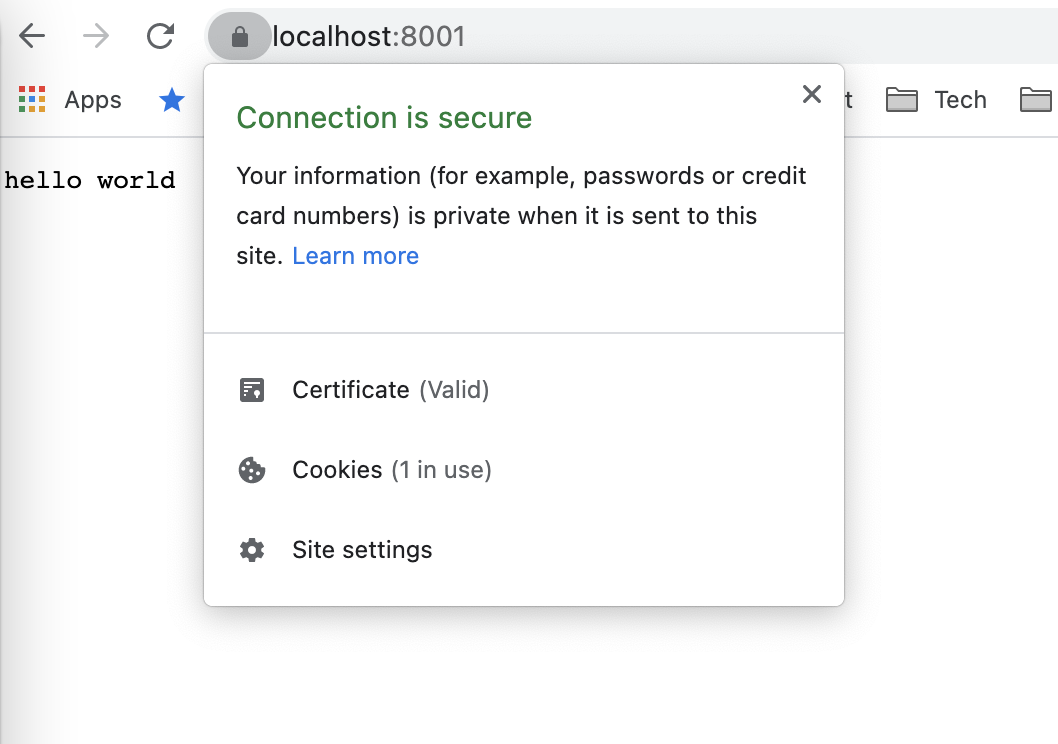 localhost:8001
Apps
t
Tech
hello world
Connection is secure
Your information (for example, passwords or credit
card numbers) is private when it is sent to this
site. Learn more
Certificate (Valid)
Cookies (1 in use)
Site settings